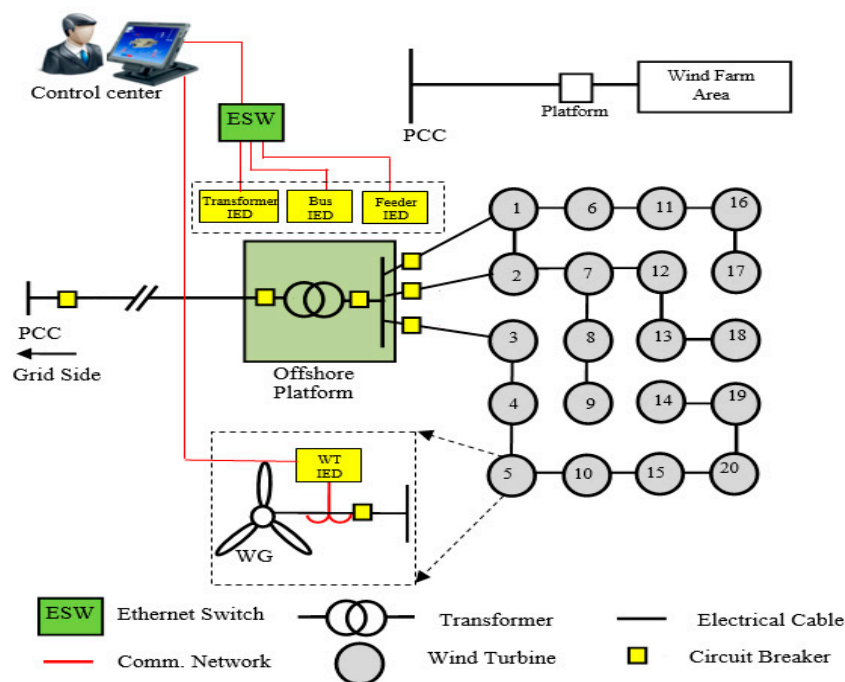 Control center
ESW
PCC
Platform
Wind Farm
Area
Transformer
IED
Bus
IED
Feeder
IED
1
6
11
16
2
7
12
17
3
8
13
18
4
9
14
19
5
10
15
20
PCC
Grid Side
Offshore
Platform
WT
IED
WG
ESW
Ethernet Switch
Transformer
Electrical Cable
Comm. Network
Wind Turbine
Circuit Breaker